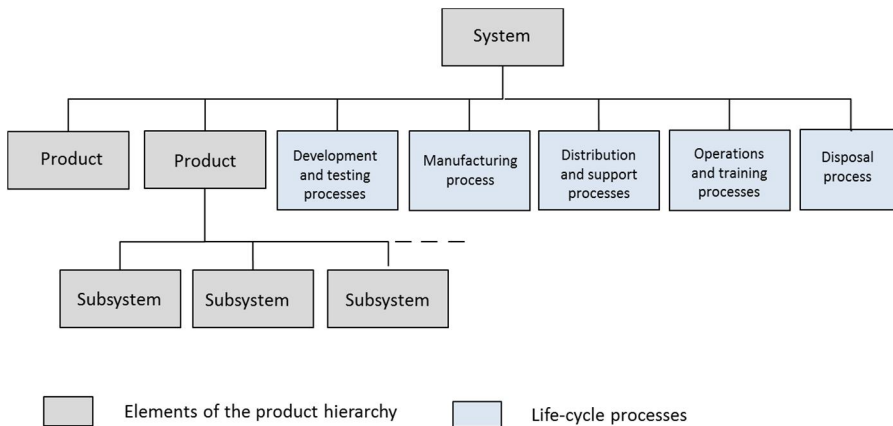 System
Product
Product
Development
and testing
processes
Manufacturing
process
Distribution
and support
processes
Operations
and training
processes
Disposal
process
Subsystem
Subsystem
Subsystem
Elements of the product hierarchy
Life-cycle processes